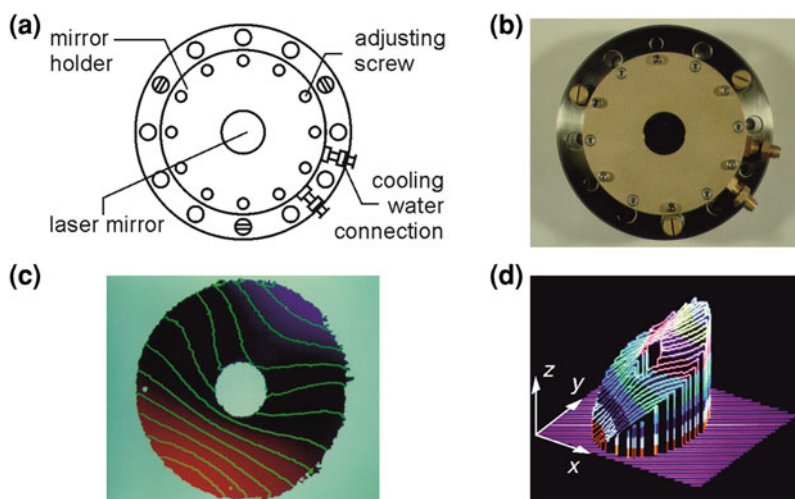 (a)
mirror
holder
adjusting
screw
laser mirror
cooling
water
connection
(b)
(c)
(d)
z
y
x